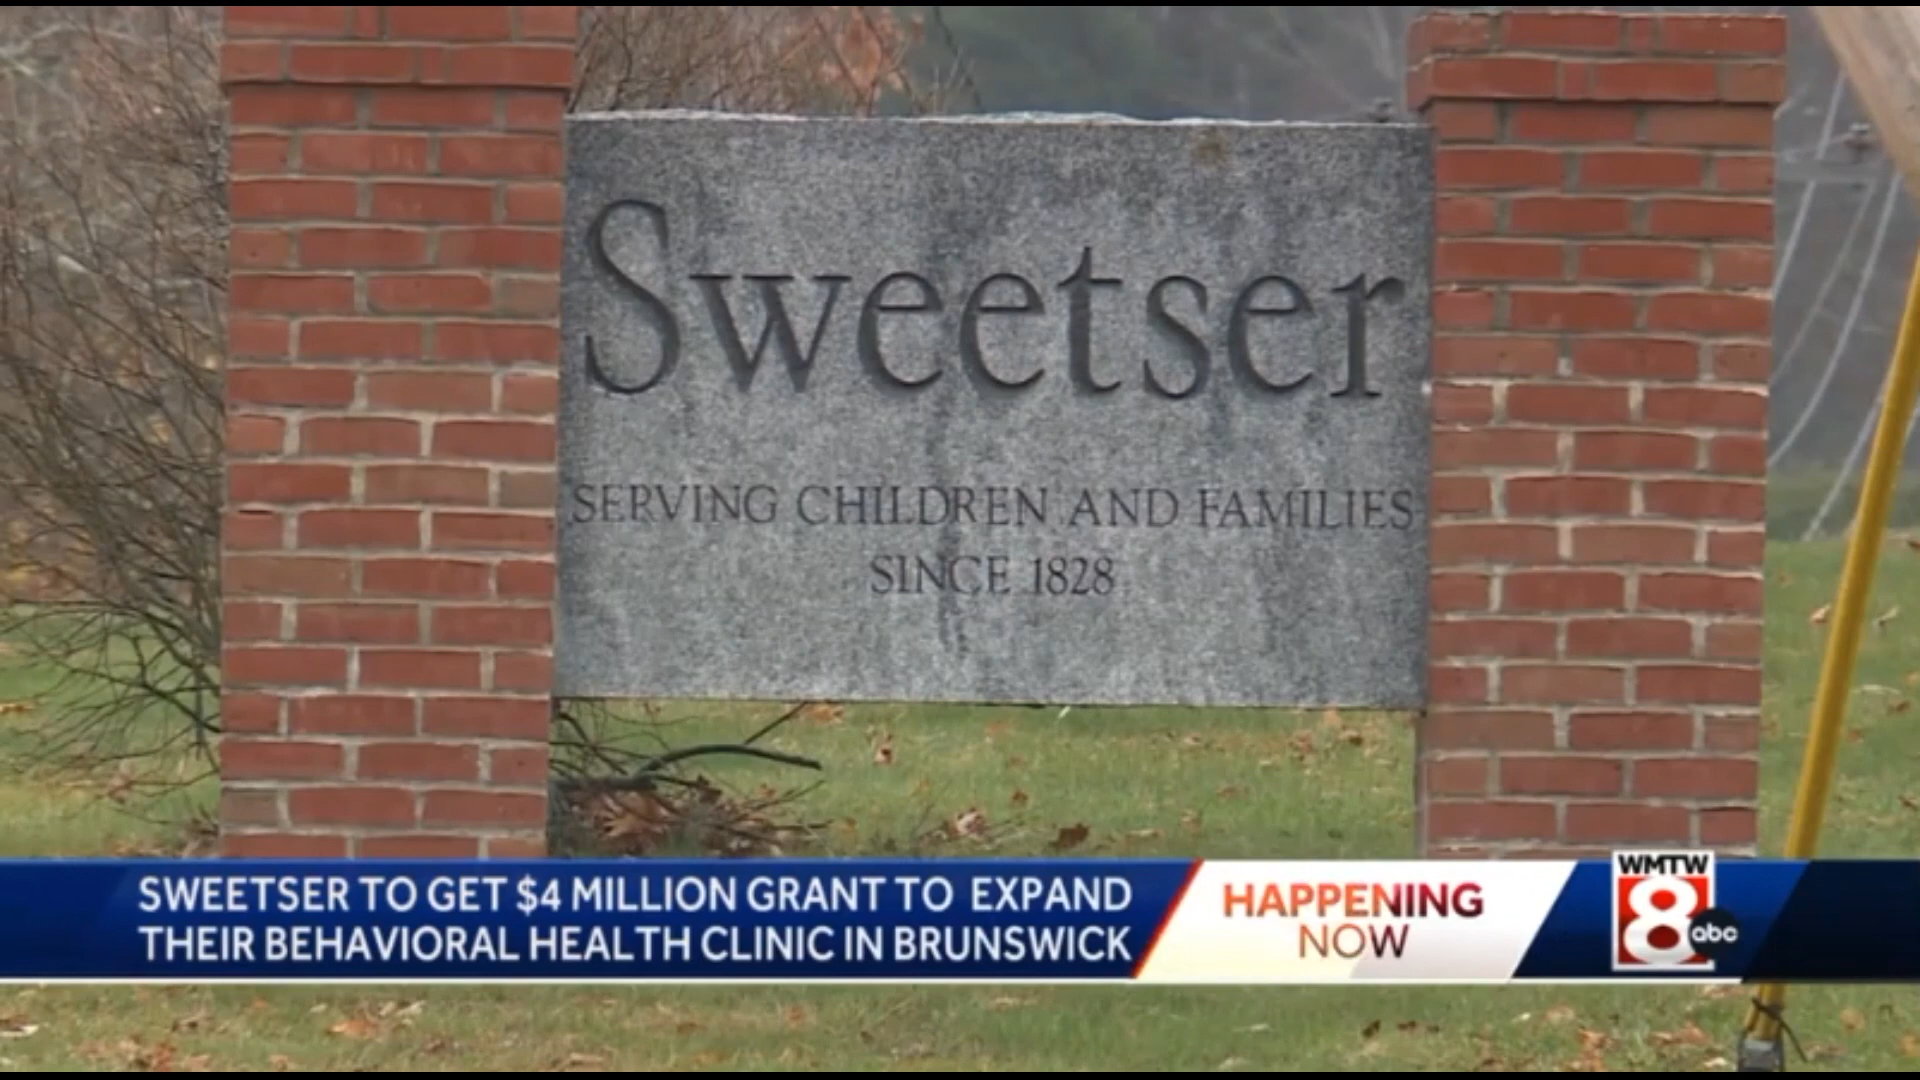 Sweetser
SERVING CHILDREN AND FAMILIES
SINCE 1828
SWEETSER TO GET $4 MILLION GRANT TO EXPAND
THEIR BEHAVIORAL HEALTH CLINIC IN BRUNSWICK
HAPPENING
NOW
WMTW
8
abc